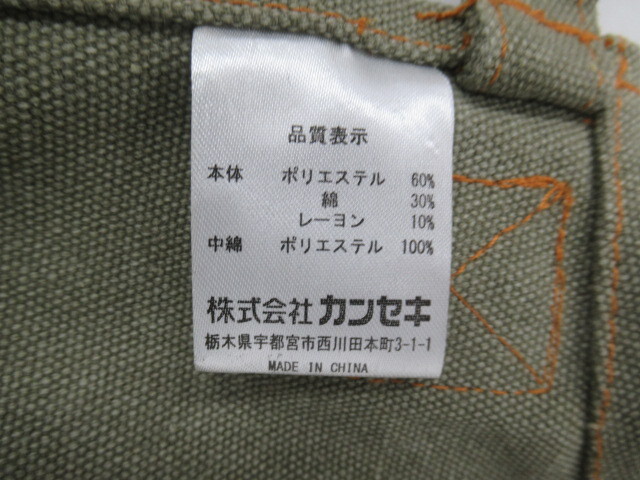 品質表示
本体 ポリエステル 60%
綿 30%
レーヨン 10%
中綿 ポリエステル 100%
株式会社 カンセキ
栃木県宇都宮市西川田本町3-1-1
MADE IN CHINA